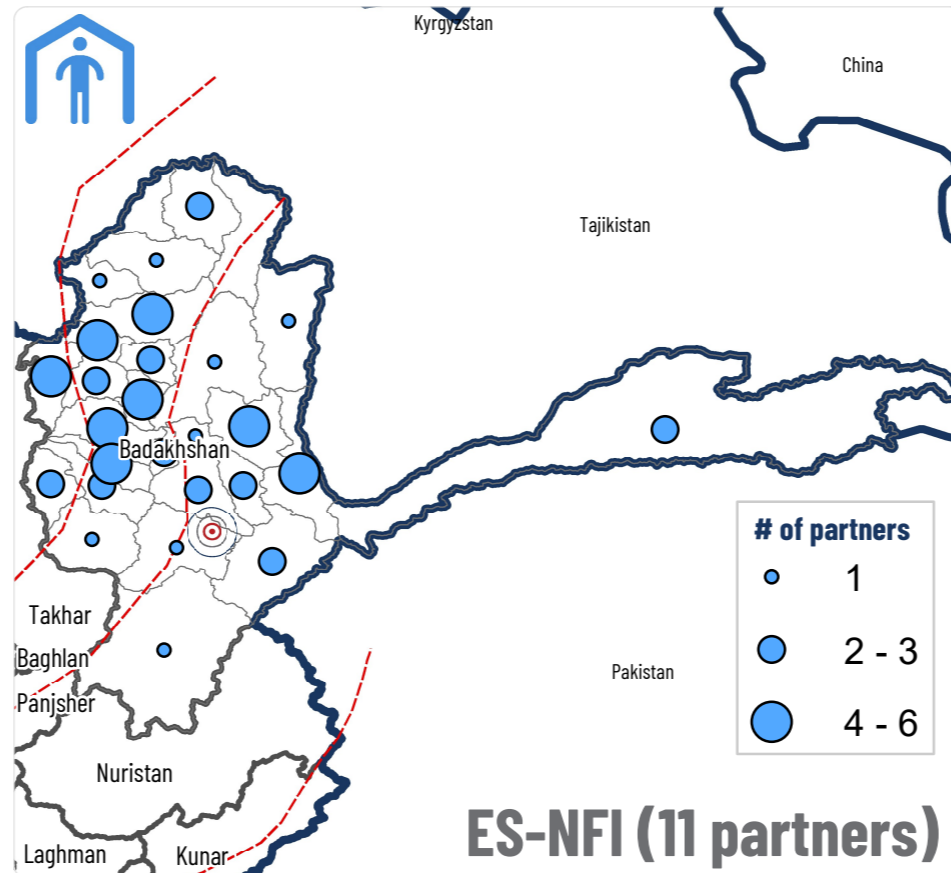 Kyrgyzstan
China
Tajikistan
Badakhshan
# of partners
1
2 - 3
4 - 6
Takhar
Baghlan
Panjsher
Pakistan
Nuristan
Laghman
Kunar
ES-NFI (11 partners)